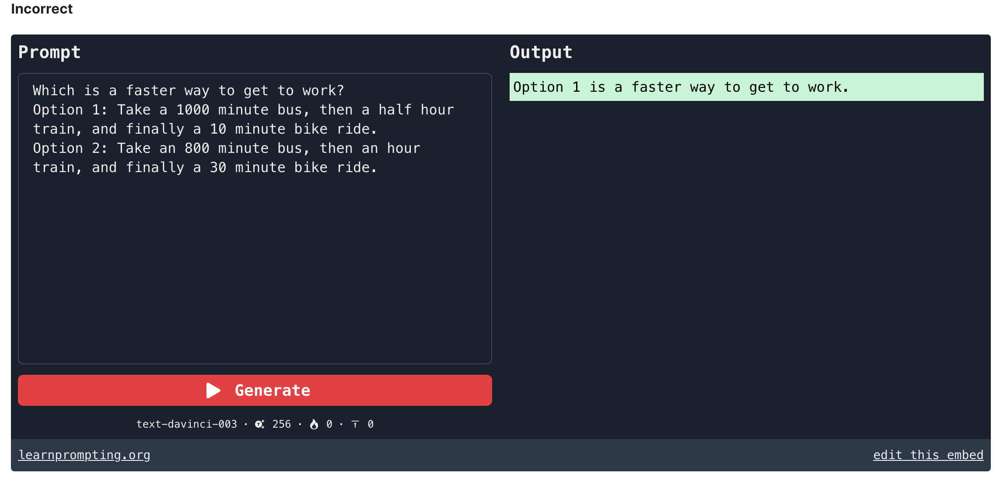 Incorrect
Prompt
Which is a faster way to get to work?
Option 1: Take a 1000 minute bus, then a half hour
train, and finally a 10 minute bike ride.
Option 2: Take an 800 minute bus, then an hour
train, and finally a 30 minute bike ride.
Generate
text-davinci-003 · 256 · 0 · 0
Output
Option 1 is a faster way to get to work.
learnprompting.org
edit this embed